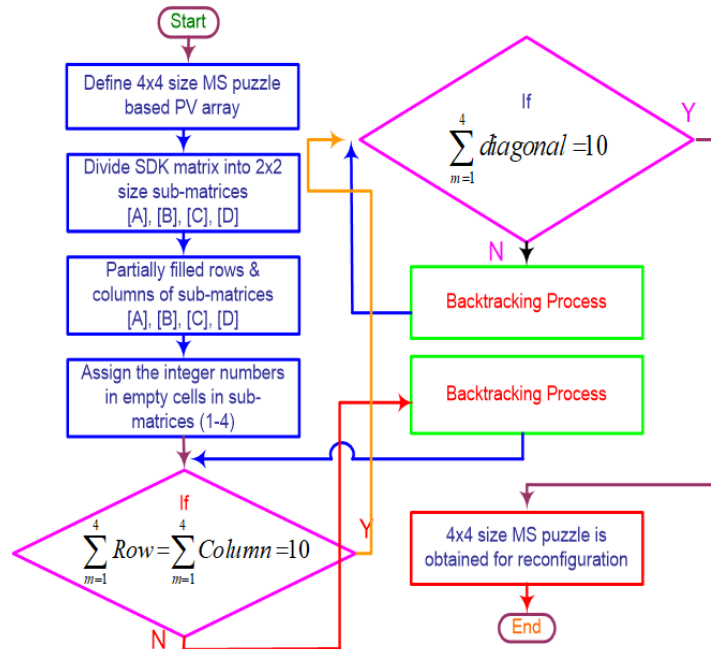 Start
Define 4x4 size MS puzzle
based PV array
Divide SDK matrix into 2x2
size sub-matrices
[A], [B], [C], [D]
Partially filled rows &
columns of sub-matrices
[A], [B], [C], [D]
Assign the integer numbers
in empty cells in sub-
matrices (1-4)
If
4 4
∑ Row = ∑ Column = 10
m=1 m=1
Y
N
If
4
∑ diagonal = 10
m=1
Y
N
Backtracking Process
Backtracking Process
4x4 size MS puzzle is
obtained for reconfiguration
End